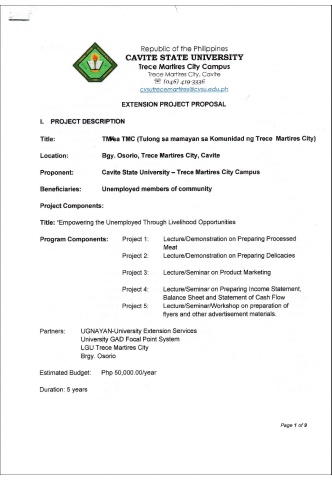 Republic of the Philippines
CAVITE STATE UNIVERSITY
Trece Martires City Campus
Trece Martires City, Cavite
☏ (046) 419-3336
cvsutrecemartires@cvsu.edu.ph
EXTENSION PROJECT PROPOSAL
I. PROJECT DESCRIPTION
Title: sa TMC (Tulong sa mamayan sa Komunidad ng Trece Martires City)
Location: Bgy. Osorio, Trece Martires City, Cavite
Proponent: Cavite State University – Trece Martires City Campus
Beneficiaries: Unemployed members of community
Project Components:
Title: "Empowering the Unemployed Through Livelihood Opportunities
Program Components: Project 1: Lecture/Demonstration on Preparing Processed
Meat
Project 2: Lecture/Demonstration on Preparing Delicacies
Project 3: Lecture/Seminar on Product Marketing
Project 4: Lecture/Seminar on Preparing Income Statement,
Balance Sheet and Statement of Cash Flow
Project 5: Lecture/Seminar/Workshop on preparation of
flyers and other advertisement materials.
Partners: UGNAYAN-University Extension Services
University GAD Focal Point System
LGU Trece Martires City
Brgy. Osorio
Estimated Budget: Php 50,000.00/year
Duration: 5 years
Page 1 of 9